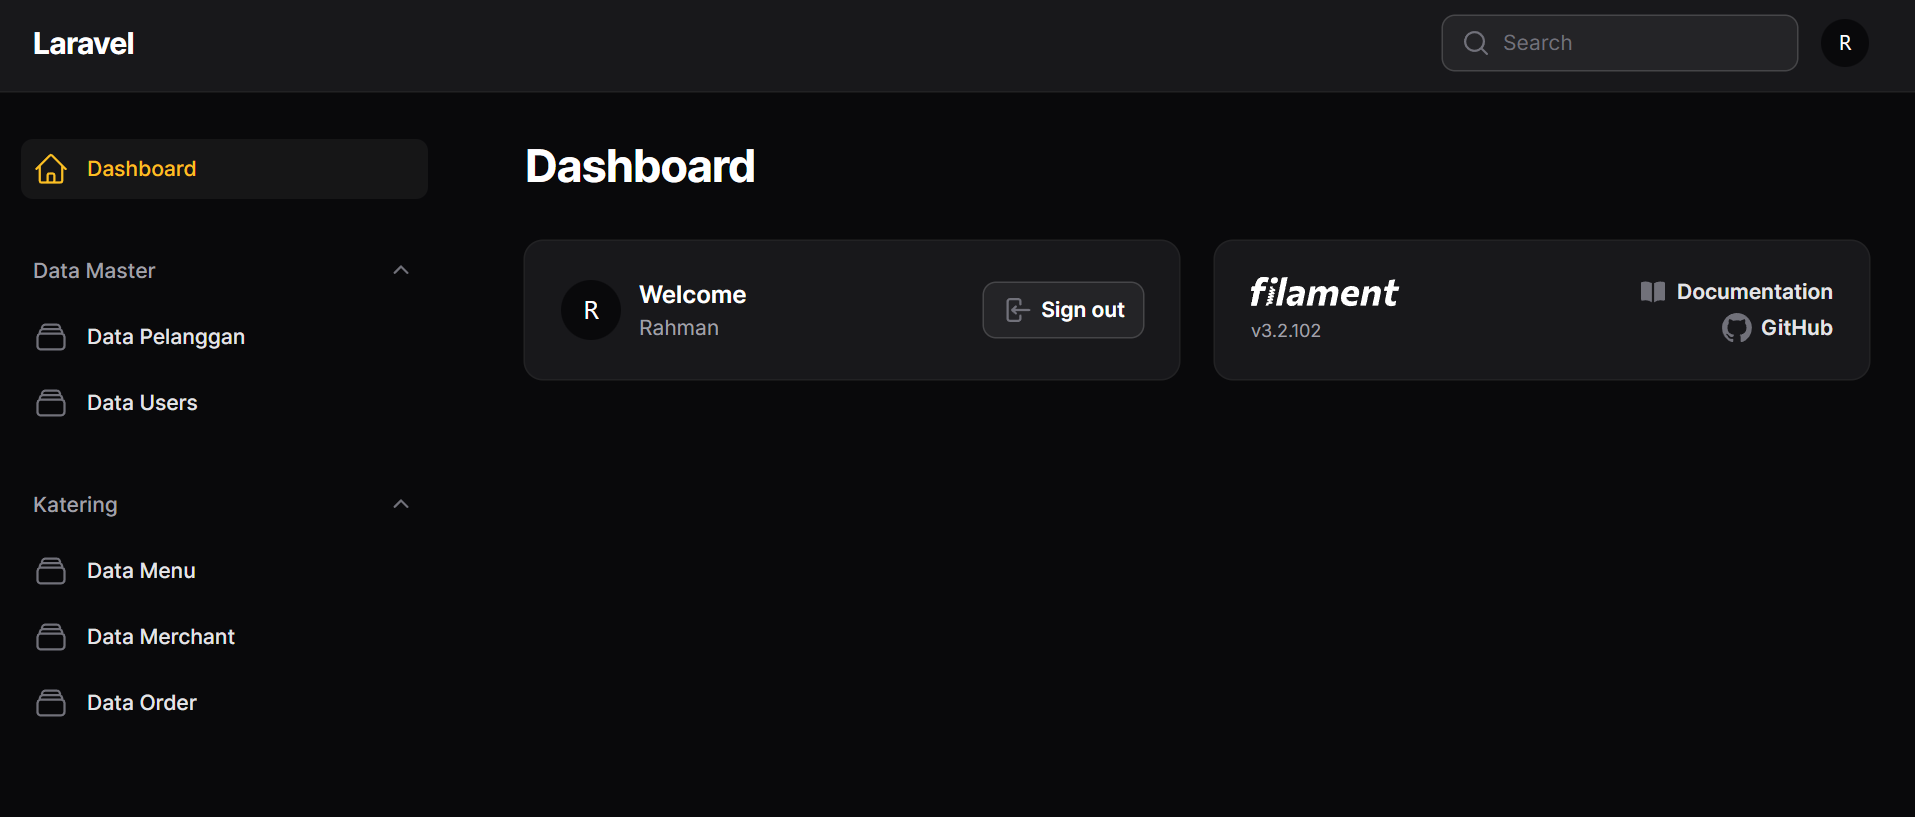 Laravel
Search
R
Dashboard
Data Master
Data Pelanggan
Data Users
Katering
Data Menu
Data Merchant
Data Order
Dashboard
R
Welcome
Rahman
Sign out
filament
v3.2.102
Documentation
GitHub